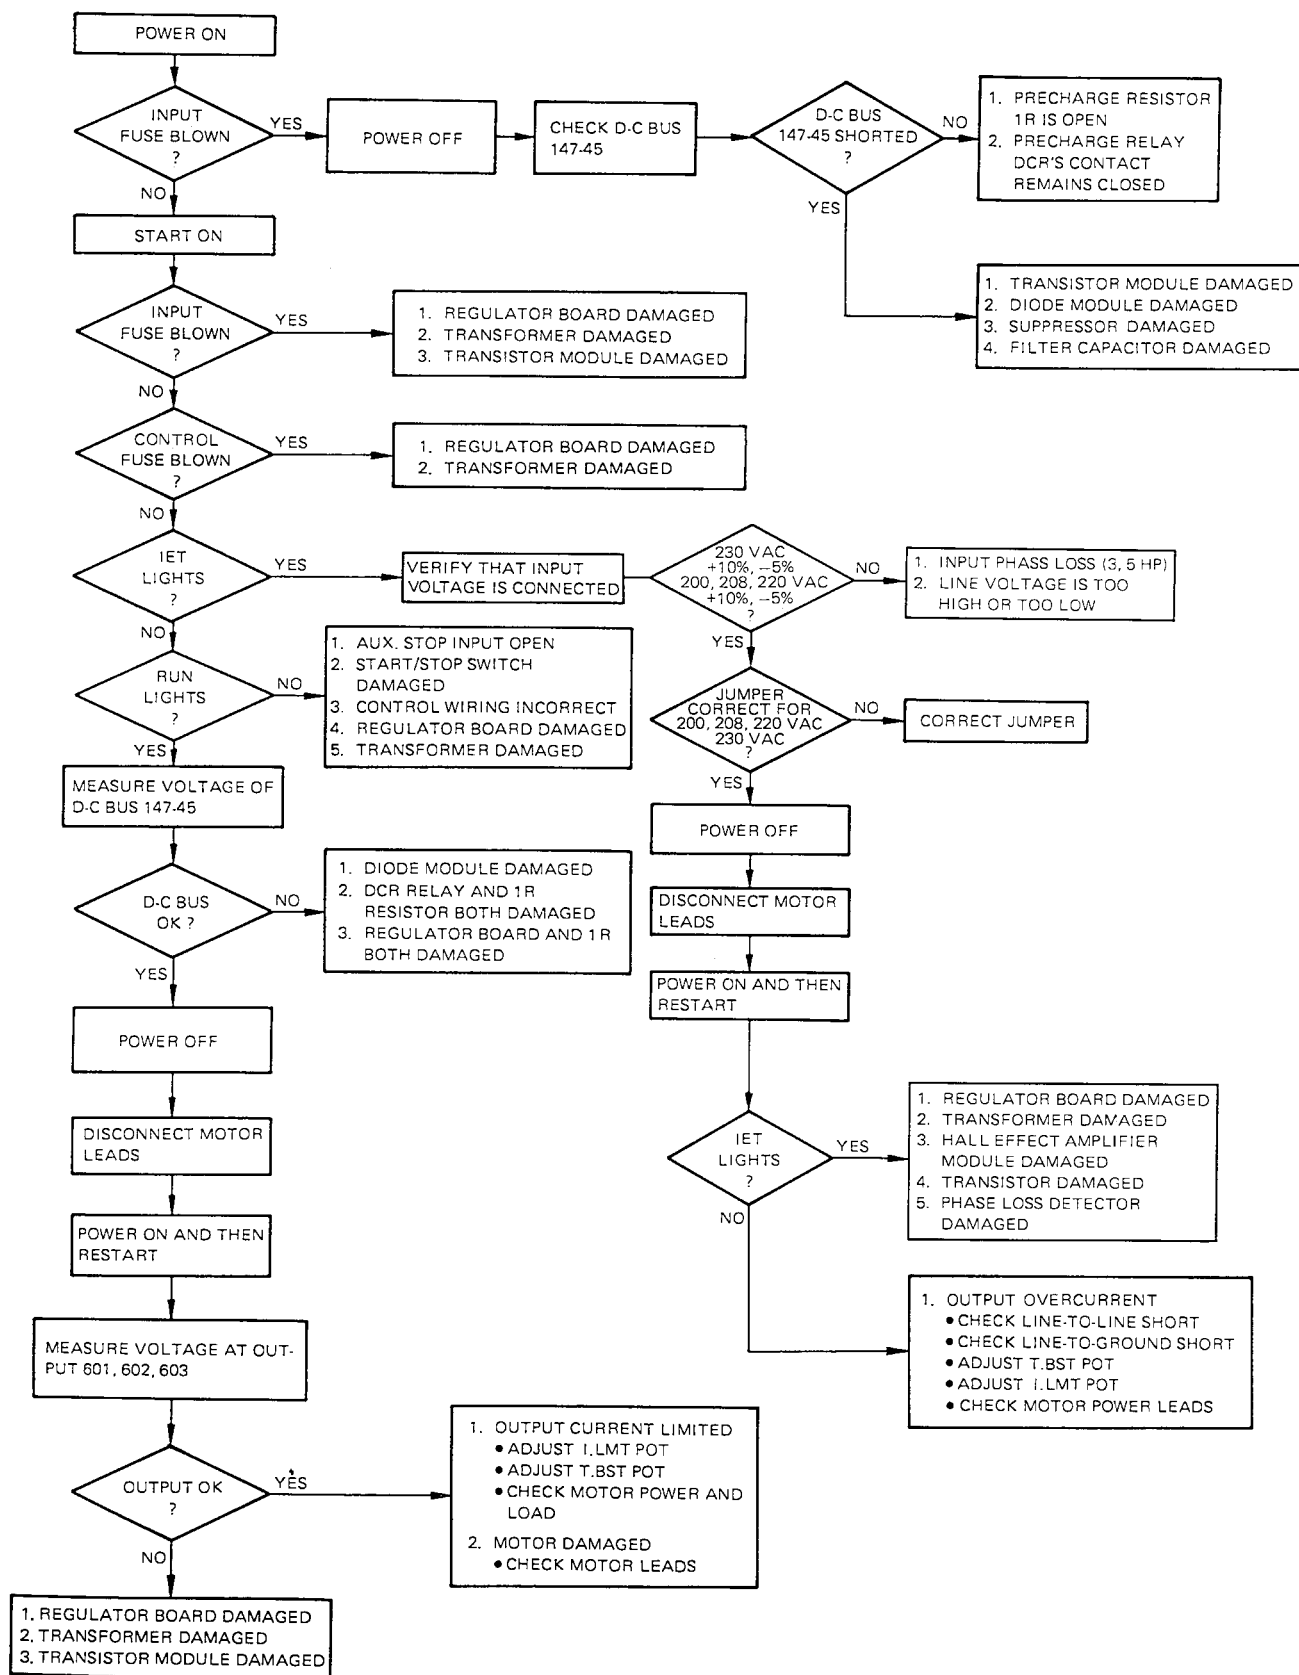 POWER ON
INPUT
FUSE BLOWN
?
YES
NO
POWER OFF
CHECK D-C BUS
147-45
D-C BUS
147-45 SHORTED
?
NO
YES
1. PRECHARGE RESISTOR
1R IS OPEN
2. PRECHARGE RELAY
DCR'S CONTACT
REMAINS CLOSED
1. TRANSISTOR MODULE DAMAGED
2. DIODE MODULE DAMAGED
3. SUPPRESSOR DAMAGED
4. FILTER CAPACITOR DAMAGED
START ON
INPUT
FUSE BLOWN
?
YES
NO
1. REGULATOR BOARD DAMAGED
2. TRANSFORMER DAMAGED
3. TRANSISTOR MODULE DAMAGED
CONTROL
FUSE BLOWN
?
YES
NO
1. REGULATOR BOARD DAMAGED
2. TRANSFORMER DAMAGED
IET
LIGHTS
?
YES
NO
VERIFY THAT INPUT
VOLTAGE IS CONNECTED
230 VAC
+10%, −5%
200, 208, 220 VAC
+10%, −5%
?
NO
YES
1. INPUT PHASS LOSS (3, 5 HP)
2. LINE VOLTAGE IS TOO
HIGH OR TOO LOW
RUN
LIGHTS
?
NO
YES
1. AUX. STOP INPUT OPEN
2. START/STOP SWITCH
DAMAGED
3. CONTROL WIRING INCORRECT
4. REGULATOR BOARD DAMAGED
5. TRANSFORMER DAMAGED
JUMPER
CORRECT FOR
200, 208, 220 VAC
230 VAC
?
NO
YES
CORRECT JUMPER
MEASURE VOLTAGE OF
D-C BUS 147-45
D-C BUS
OK ?
NO
YES
1. DIODE MODULE DAMAGED
2. DCR RELAY AND 1R
RESISTOR BOTH DAMAGED
3. REGULATOR BOARD AND 1R
BOTH DAMAGED
POWER OFF
DISCONNECT MOTOR
LEADS
POWER ON AND THEN
RESTART
IET
LIGHTS
?
YES
NO
1. REGULATOR BOARD DAMAGED
2. TRANSFORMER DAMAGED
3. HALL EFFECT AMPLIFIER
MODULE DAMAGED
4. TRANSISTOR DAMAGED
5. PHASE LOSS DETECTOR
DAMAGED
1. OUTPUT OVERCURRENT
• CHECK LINE-TO-LINE SHORT
• CHECK LINE-TO-GROUND SHORT
• ADJUST T.BST POT
• ADJUST I.LMT POT
• CHECK MOTOR POWER LEADS
POWER OFF
DISCONNECT MOTOR
LEADS
POWER ON AND THEN
RESTART
MEASURE VOLTAGE AT OUT-
PUT 601, 602, 603
OUTPUT OK
?
YES
NO
1. OUTPUT CURRENT LIMITED
• ADJUST I.LMT POT
• ADJUST T.BST POT
• CHECK MOTOR POWER AND
LOAD
2. MOTOR DAMAGED
• CHECK MOTOR LEADS
1. REGULATOR BOARD DAMAGED
2. TRANSFORMER DAMAGED
3. TRANSISTOR MODULE DAMAGED